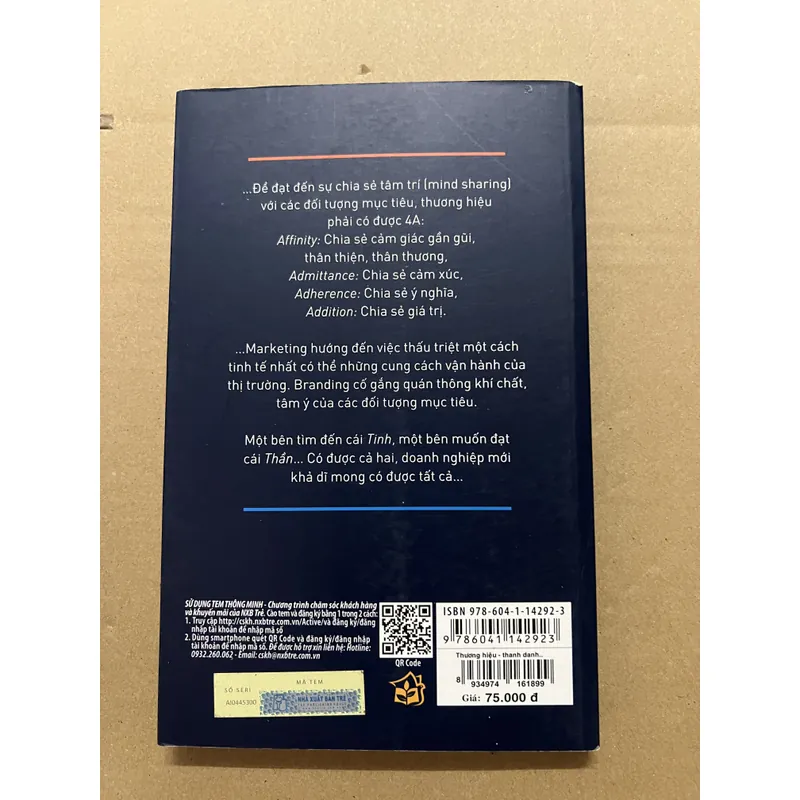 ...Để đạt đến sự chia sẻ tâm trí (mind sharing)
với các đối tượng mục tiêu, thương hiệu
phải có được 4A:
Affinity: Chia sẻ cảm giác gần gũi,
thân thiện, thân thương,
Admittance: Chia sẻ cảm xúc,
Adherence: Chia sẻ ý nghĩa,
Addition: Chia sẻ giá trị.
...Marketing hướng đến việc thấu triệt một cách
tinh tế nhất có thể những cung cách vận hành của
thị trường. Branding cố gắng quán thông khí chất,
tâm ý của các đối tượng mục tiêu.
Một bên tìm đến cái Tinh, một bên muốn đạt
cái Thần... Có được cả hai, doanh nghiệp mới
khả dĩ mong có được tất cả...
SỬ DỤNG TEM THÔNG MINH - Chương trình chăm sóc khách hàng
và khuyến mãi của NXB Trẻ. Cào tem và đăng ký bằng 1 trong 2 cách:
1. Truy cập http://cskh.nxbtre.com.vn/Active/và đăng ký/đăng
nhập tài khoản để nhập mã số
2. Dùng smartphone quét QR Code và đăng ký/đăng nhập
tài khoản để nhập mã số. Để được hỗ trợ xin liên hệ: Hotline:
0932.260.062 - Email: cskh@nxbtre.com.vn
QR Code
MÃ TEM
SỐ SÊRI
AI0445300
NHÀ XUẤT BẢN TRẺ
ISBN 978-604-1-14292-3
9 786041 142923
Thương hiệu - thanh danh..
8 934974 161899
Giá: 75.000 đ